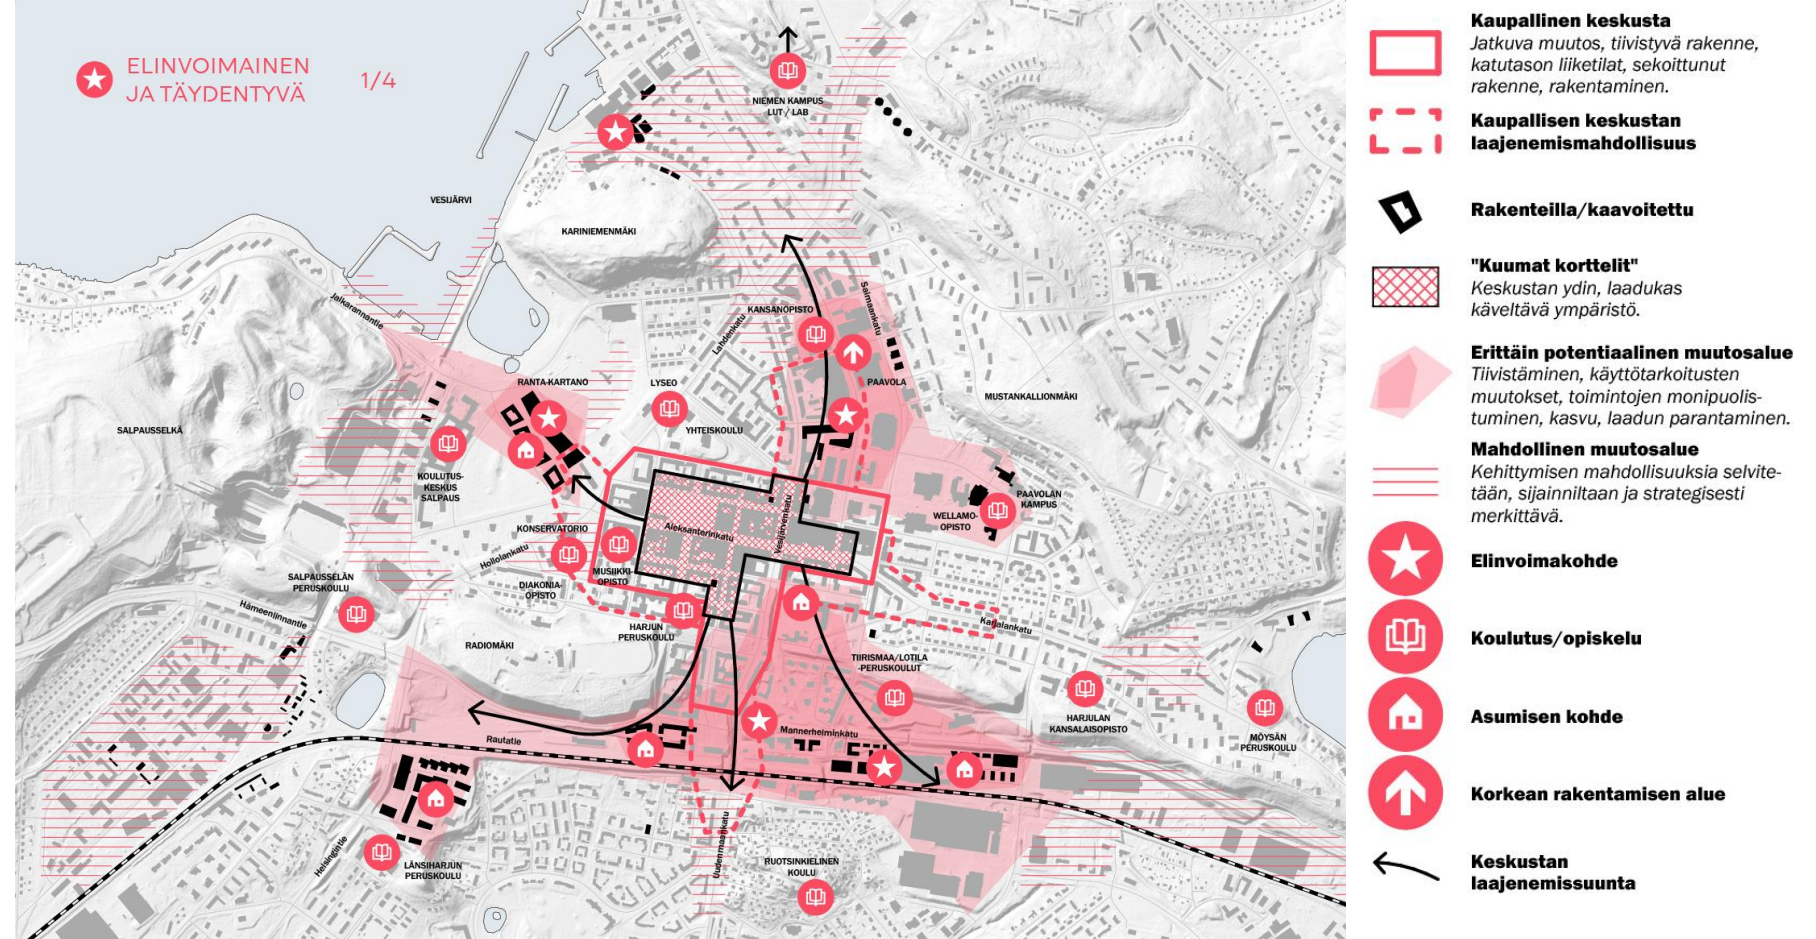 ELINVOIMAINEN
JA TÄYDENTYVÄ
1/4
NIEMEN KAMPUS
LUT / LAB
VESIJÄRVI
KARINIEMENMÄKI
Jalkarannantie
KANSANOPISTO
Saimaankatu
Lahdenkatu
RANTA-KARTANO
LYSEO
PAAVOLA
MUSTANKALLIONMÄKI
SALPAUSSELKÄ
YHTEISKOULU
KOULUTUS-
KESKUS
SALPAUS
PAAVOLAN
KAMPUS
WELLAMO-
OPISTO
Aleksanterinkatu
Vesijärvenkatu
KONSERVATORIO
Hollolankatu
MUSIIKKI-
OPISTO
DIAKONIA-
OPISTO
SALPAUSSELÄN
PERUSKOULU
Hämeenlinnantie
HARJUN
PERUSKOULU
Karjalankatu
RADIOMÄKI
TIIRISMAA/LOTILA
-PERUSKOULUT
HARJULAN
KANSALAISOPISTO
MÖYSÄN
PERUSKOULU
Rautatie
Mannerheiminkatu
Helsingintie
Uudenmaankatu
LÄNSIHARJUN
PERUSKOULU
RUOTSINKIELINEN
KOULU
Kaupallinen keskusta
Jatkuva muutos, tiivistyvä rakenne,
katutason liiketilat, sekoittunut
rakenne, rakentaminen.
Kaupallisen keskustan
laajenemismahdollisuus
Rakenteilla/kaavoitettu
"Kuumat korttelit"
Keskustan ydin, laadukas
käveltävä ympäristö.
Erittäin potentiaalinen muutosalue
Tiivistäminen, käyttötarkoitusten
muutokset, toimintojen monipuolis-
tuminen, kasvu, laadun parantaminen.
Mahdollinen muutosalue
Kehittymisen mahdollisuuksia selvite-
tään, sijainniltaan ja strategisesti
merkittävä.
Elinvoimakohde
Koulutus/opiskelu
Asumisen kohde
Korkean rakentamisen alue
Keskustan
laajenemissuunta